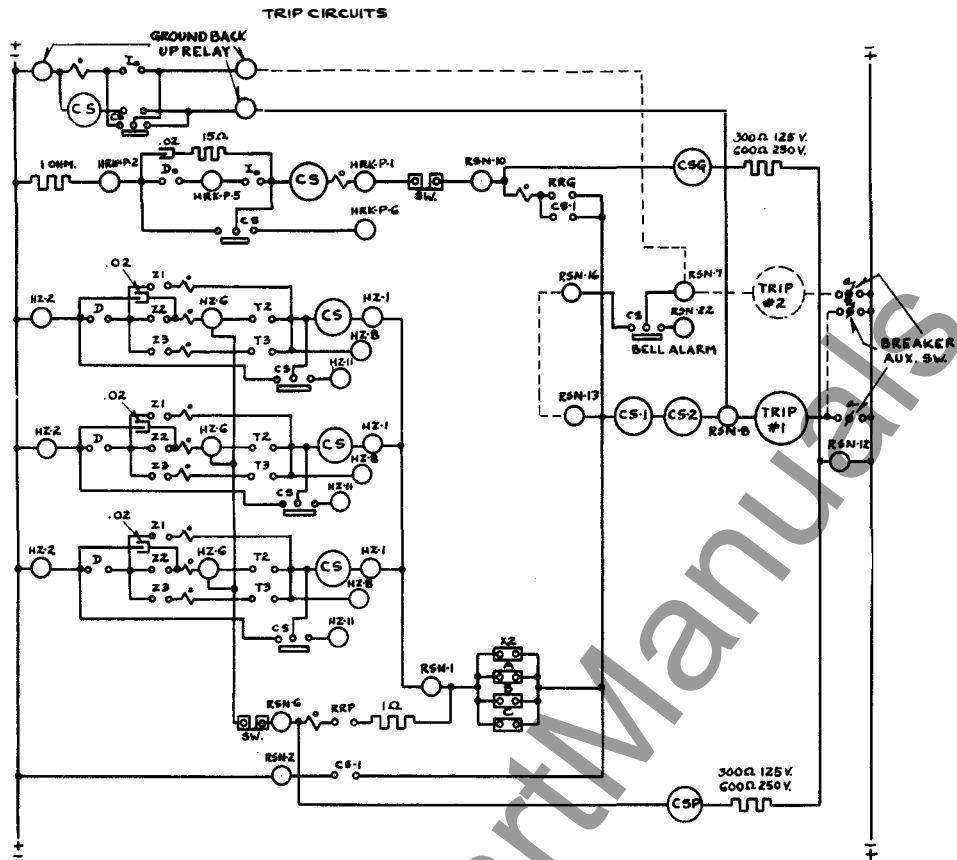 TRIP CIRCUITS
+
GROUND BACK
UP RELAY
I₀
CS
CS
.02
15Ω
1 OHM.
HRK-P-2
D₀
HRK-P-5
I₀
CS
HRK-P-1
SW.
RSN-10
CS
HRK-P-6
CSG
300Ω 125 V.
600Ω 250 V.
RRG
CS-1
.02
HZ-2
D
Z1
Z2
Z3
HZ-6
T2
T3
CS
HZ-1
HZ-8
CS
HZ-11
RSN-16
RSN-7
CS
RSN-22
BELL ALARM
TRIP
#2
a
a
BREAKER
AUX. SW.
.02
HZ-2
D
Z1
Z2
Z3
HZ-6
T2
T3
CS
HZ-1
HZ-8
CS
HZ-11
RSN-13
CS-1
CS-2
RSN-8
TRIP
#1
a
RSN-12
.02
HZ-2
D
Z1
Z2
Z3
HZ-6
T2
T3
CS
HZ-1
HZ-8
CS
HZ-11
RSN-1
X2
A
B
C
SW.
RSN-6
RRP
1Ω
RSN-2
CS-1
CSP
300Ω 125 V.
600Ω 250 V.